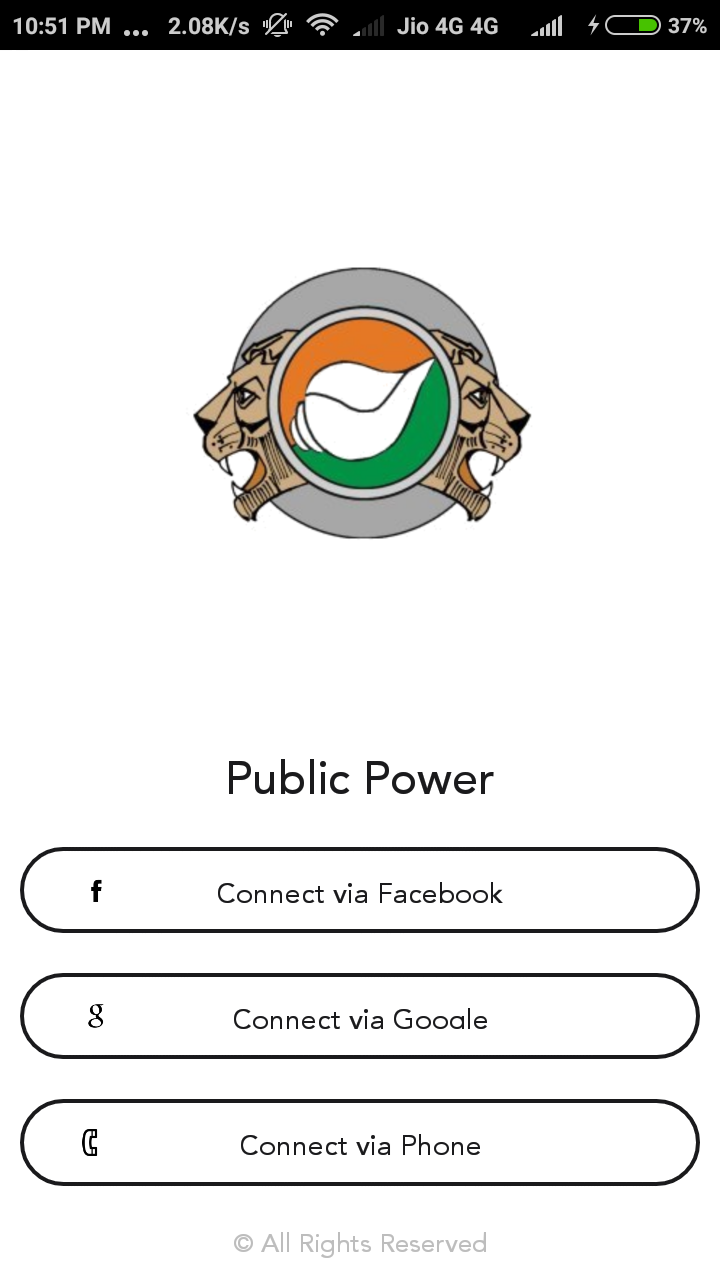 10:51 PM ... 2.08K/s Jio 4G 4G 37%
Public Power
f Connect via Facebook
g Connect via Google
Connect via Phone
© All Rights Reserved